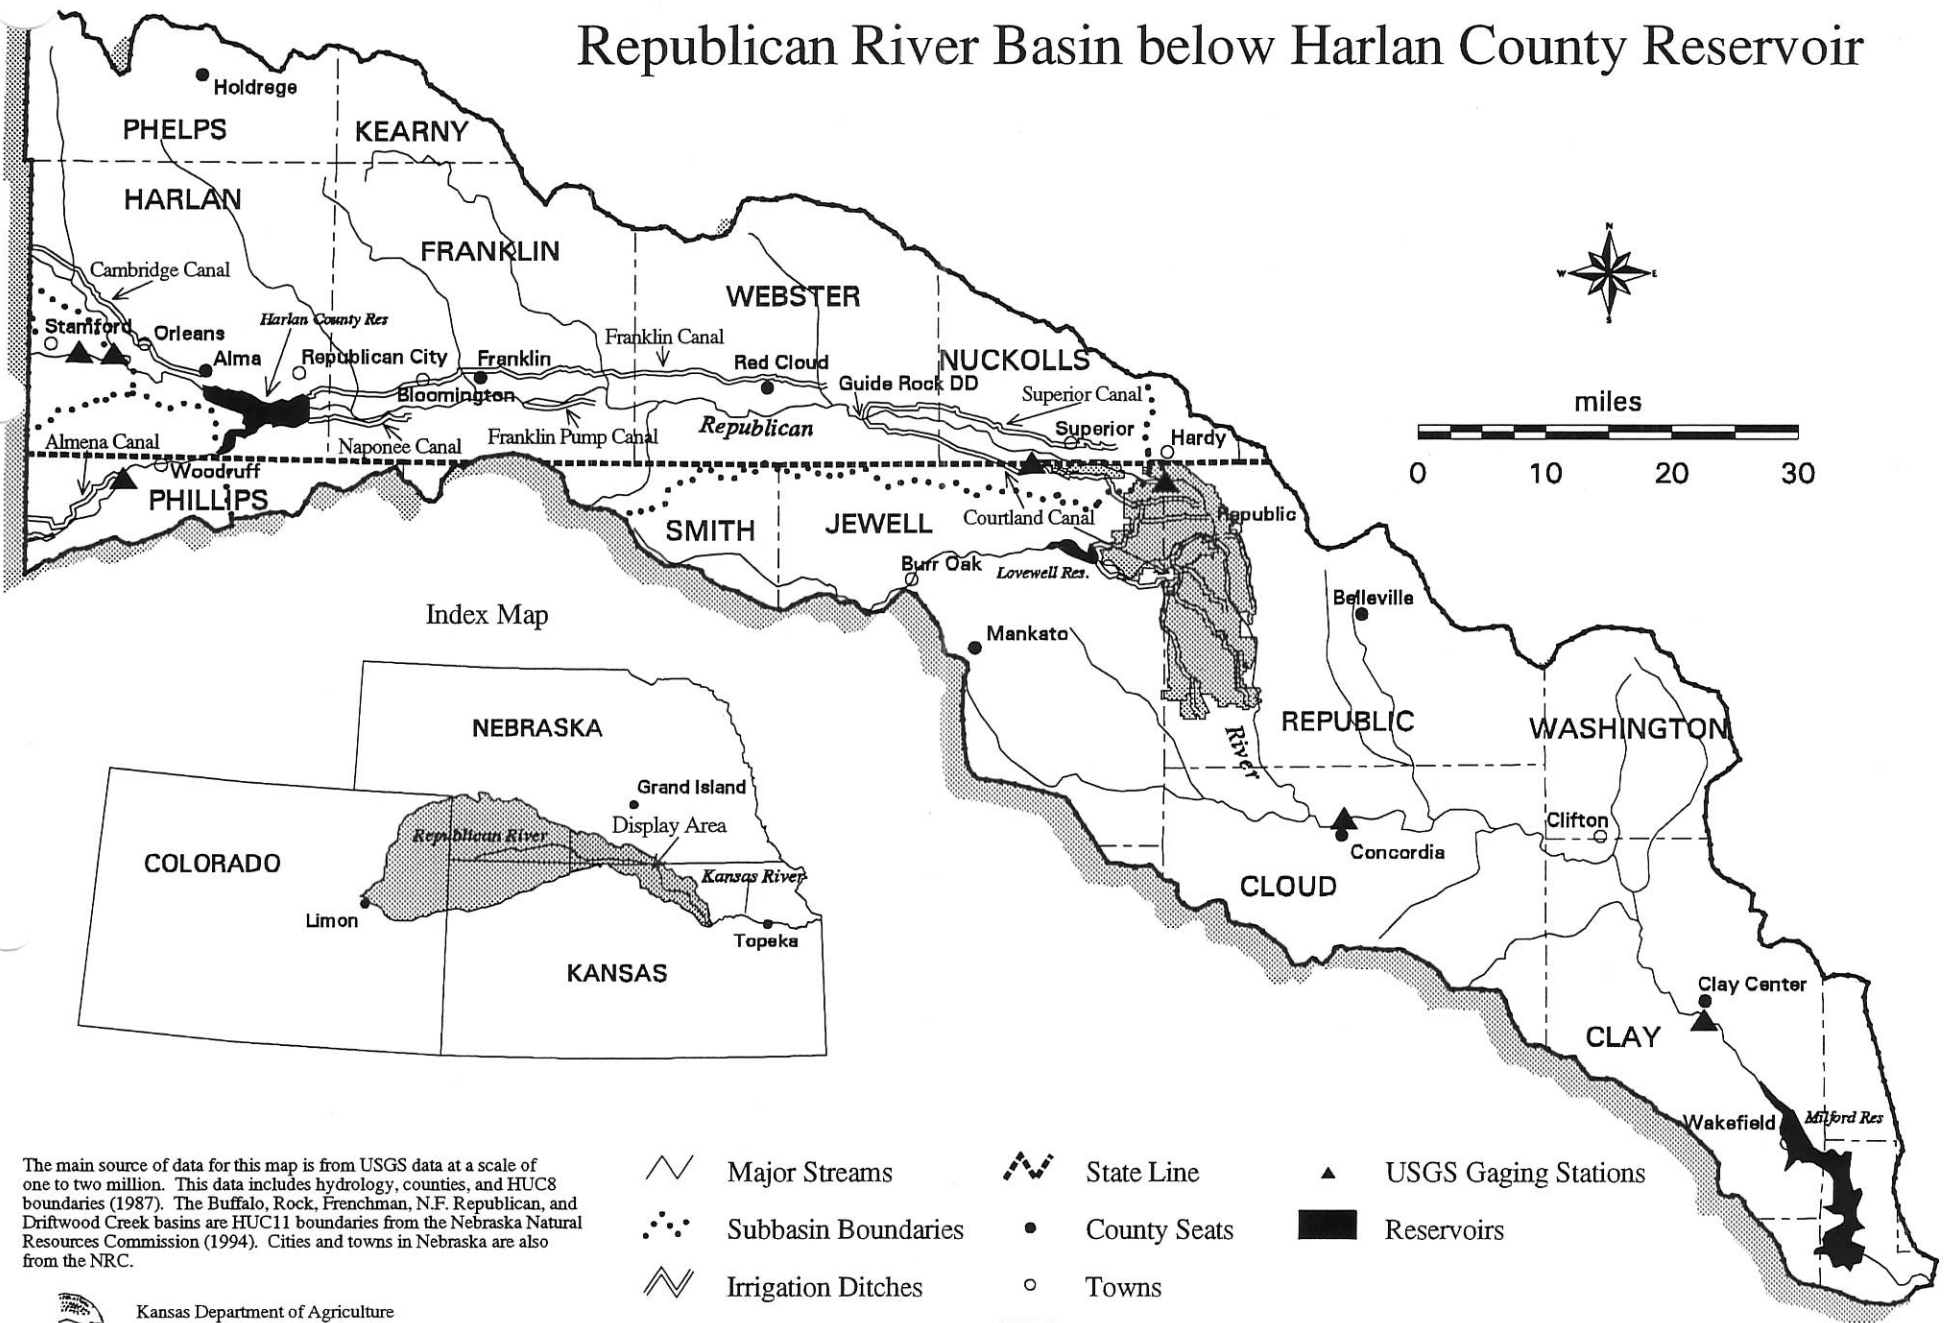 Republican River Basin below Harlan County Reservoir
Holdrege
PHELPS
KEARNY
HARLAN
FRANKLIN
Cambridge Canal
WEBSTER
N
W
E
S
Harlan County Res
Stamford
Orleans
Franklin Canal
Alma
Republican City
Franklin
Red Cloud
NUCKOLLS
Guide Rock DD
Superior Canal
Bloomington
miles
Republican
Superior
Hardy
Almena Canal
Naponee Canal
Franklin Pump Canal
Woodruff
0 10 20 30
PHILLIPS
SMITH
JEWELL
Courtland Canal
Republic
Burr Oak
Lovewell Res.
Belleville
Index Map
Mankato
NEBRASKA
REPUBLIC
WASHINGTON
River
Grand Island
Display Area
Republican River
Clifton
Concordia
COLORADO
Kansas River
CLOUD
Limon
Topeka
KANSAS
Clay Center
CLAY
Wakefield
Milford Res
The main source of data for this map is from USGS data at a scale of
one to two million. This data includes hydrology, counties, and HUC8
boundaries (1987). The Buffalo, Rock, Frenchman, N.F. Republican, and
Driftwood Creek basins are HUC11 boundaries from the Nebraska Natural
Resources Commission (1994). Cities and towns in Nebraska are also
from the NRC.
Major Streams
State Line
USGS Gaging Stations
Subbasin Boundaries
County Seats
Reservoirs
Irrigation Ditches
Towns
Kansas Department of Agriculture